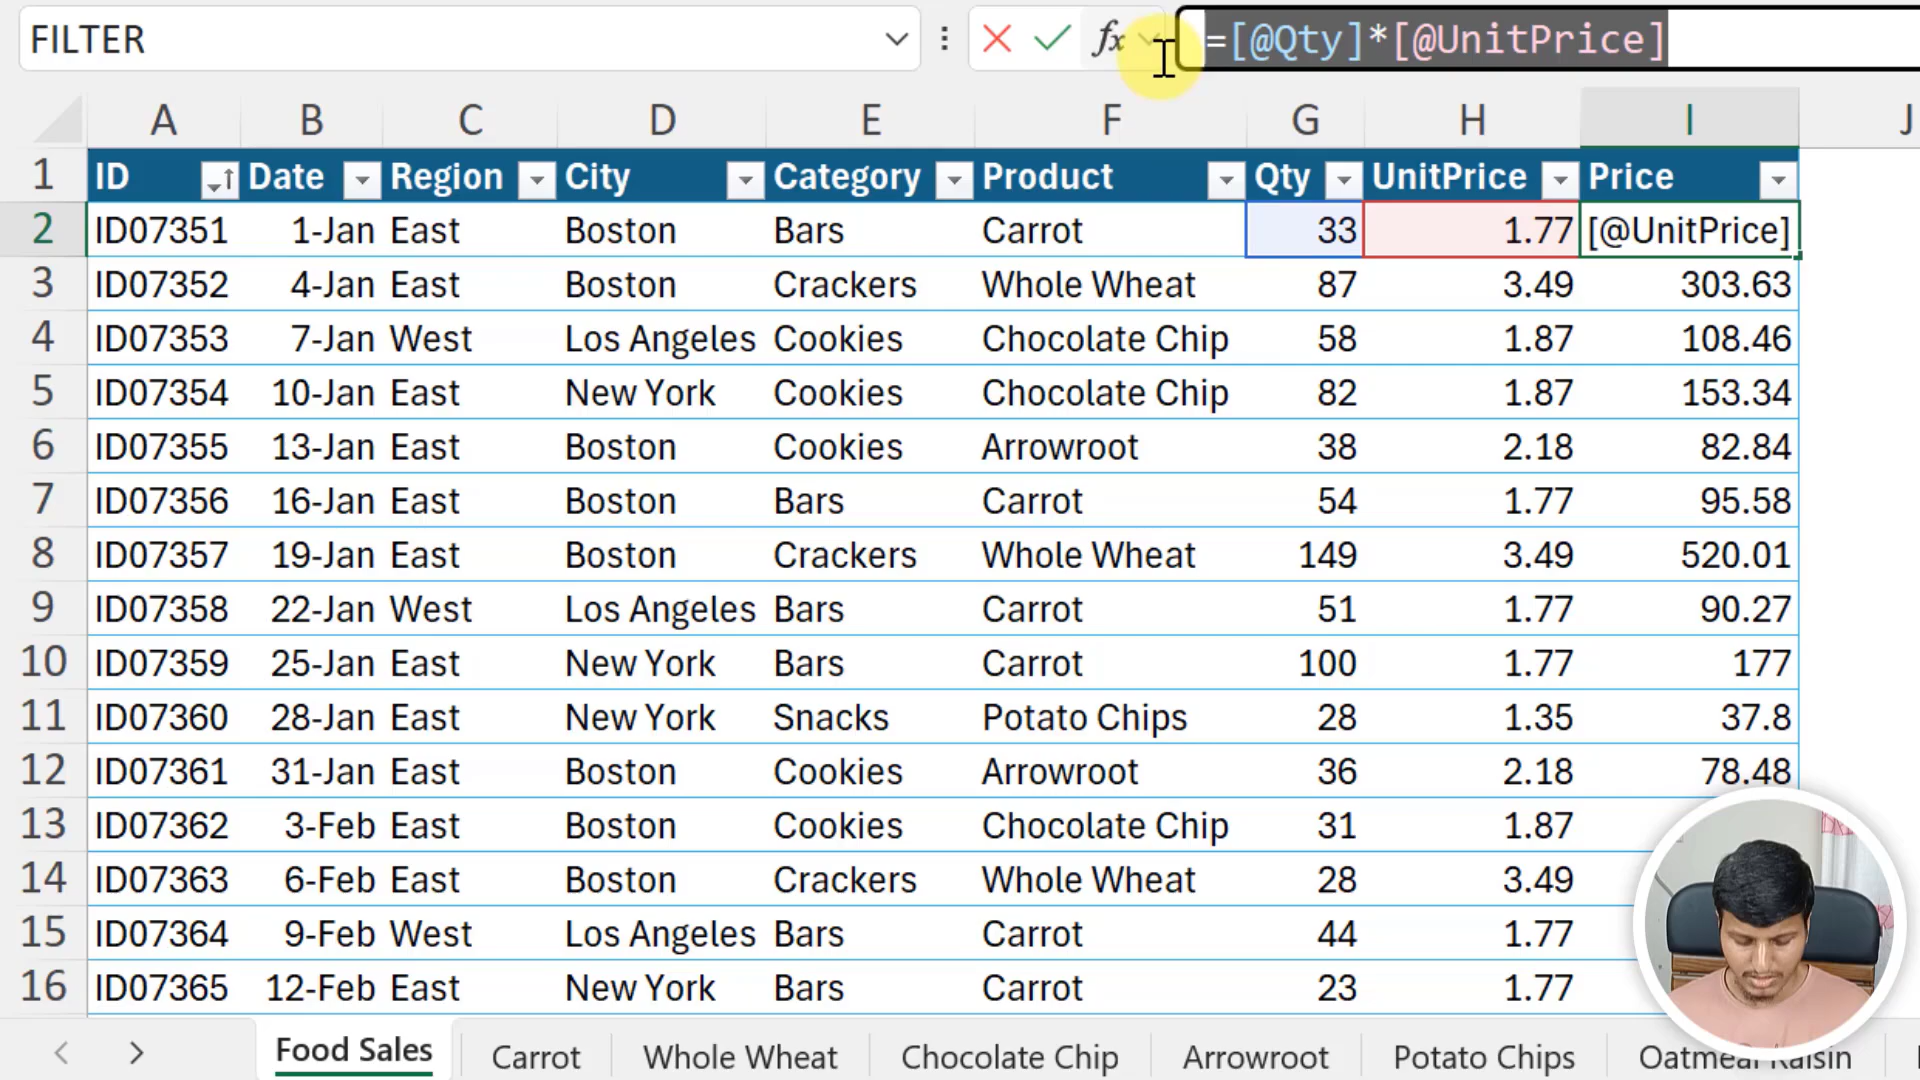 FILTER fx =[@Qty]*[@UnitPrice]
A B C D E F G H I J
1 ID Date Region City Category Product Qty UnitPrice Price
2 ID07351 1-Jan East Boston Bars Carrot 33 1.77 [@UnitPrice]
3 ID07352 4-Jan East Boston Crackers Whole Wheat 87 3.49 303.63
4 ID07353 7-Jan West Los Angeles Cookies Chocolate Chip 58 1.87 108.46
5 ID07354 10-Jan East New York Cookies Chocolate Chip 82 1.87 153.34
6 ID07355 13-Jan East Boston Cookies Arrowroot 38 2.18 82.84
7 ID07356 16-Jan East Boston Bars Carrot 54 1.77 95.58
8 ID07357 19-Jan East Boston Crackers Whole Wheat 149 3.49 520.01
9 ID07358 22-Jan West Los Angeles Bars Carrot 51 1.77 90.27
10 ID07359 25-Jan East New York Bars Carrot 100 1.77 177
11 ID07360 28-Jan East New York Snacks Potato Chips 28 1.35 37.8
12 ID07361 31-Jan East Boston Cookies Arrowroot 36 2.18 78.48
13 ID07362 3-Feb East Boston Cookies Chocolate Chip 31 1.87
14 ID07363 6-Feb East Boston Crackers Whole Wheat 28 3.49
15 ID07364 9-Feb West Los Angeles Bars Carrot 44 1.77
16 ID07365 12-Feb East New York Bars Carrot 23 1.77
Food Sales Carrot Whole Wheat Chocolate Chip Arrowroot Potato Chips Oatmeal Raisin